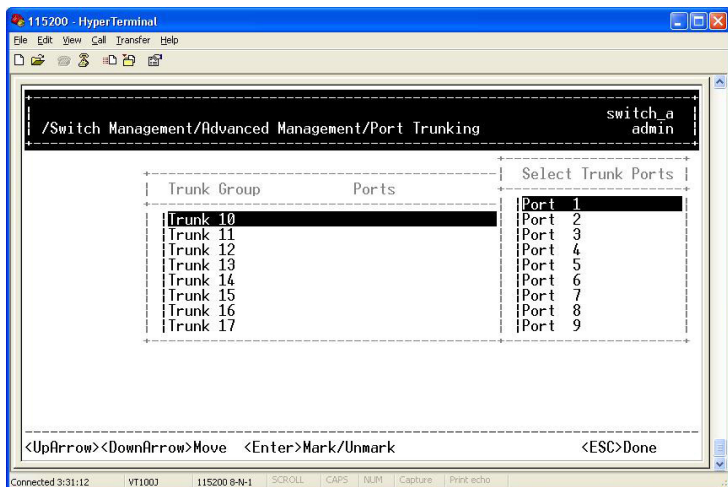 115200 - HyperTerminal
File Edit View Call Transfer Help
switch_a
/Switch Management/Advanced Management/Port Trunking admin
Select Trunk Ports
Trunk Group Ports
Trunk 10
Trunk 11
Trunk 12
Trunk 13
Trunk 14
Trunk 15
Trunk 16
Trunk 17
Port 1
Port 2
Port 3
Port 4
Port 5
Port 6
Port 7
Port 8
Port 9
<UpArrow><DownArrow>Move <Enter>Mark/Unmark <ESC>Done
Connected 3:31:12 VT100J 115200 8-N-1 SCROLL CAPS NUM Capture Print echo